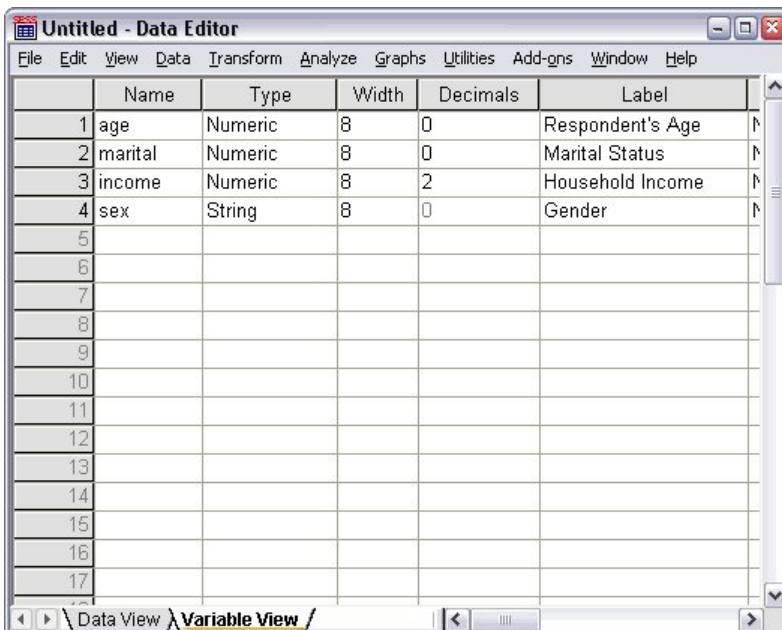 Untitled - Data Editor
File Edit View Data Transform Analyze Graphs Utilities Add-ons Window Help
Name Type Width Decimals Label
1 age Numeric 8 0 Respondent's Age
2 marital Numeric 8 0 Marital Status
3 income Numeric 8 2 Household Income
4 sex String 8 0 Gender
5
6
7
8
9
10
11
12
13
14
15
16
17
Data View Variable View